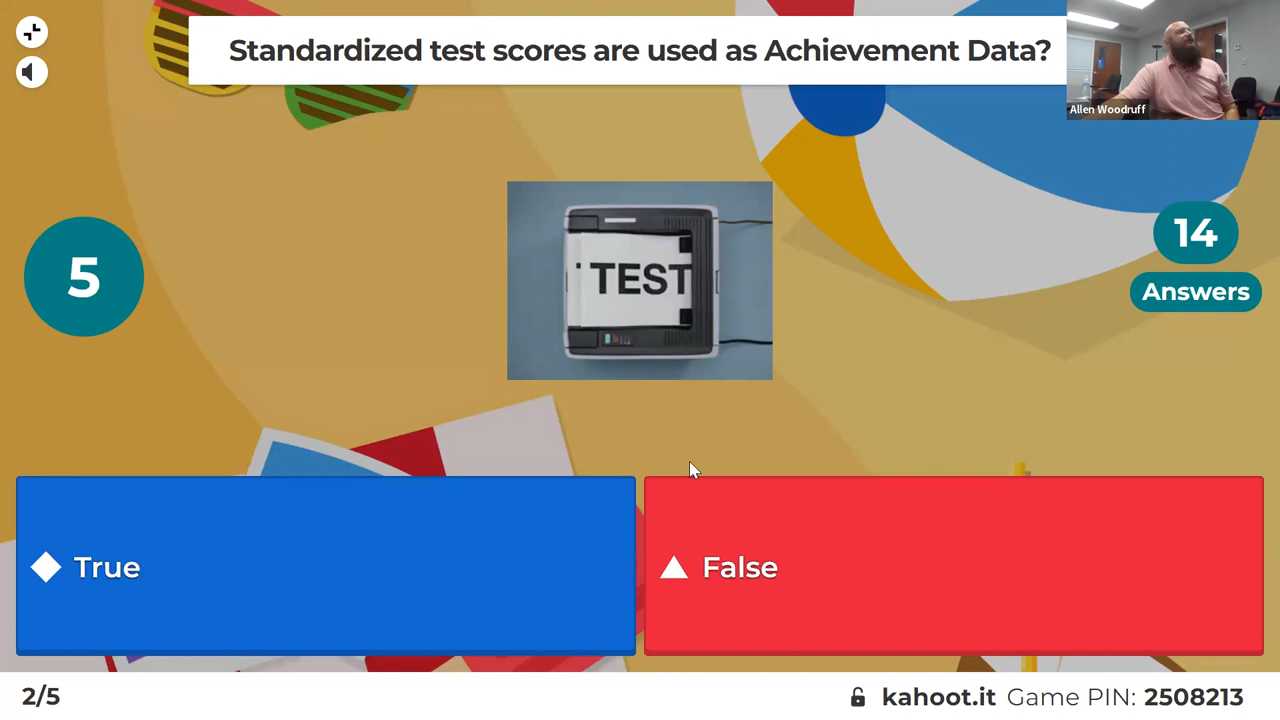 Standardized test scores are used as Achievement Data?
Allen Woodruff
5
TEST
14
Answers
True
False
2/5
kahoot.it Game PIN: 2508213